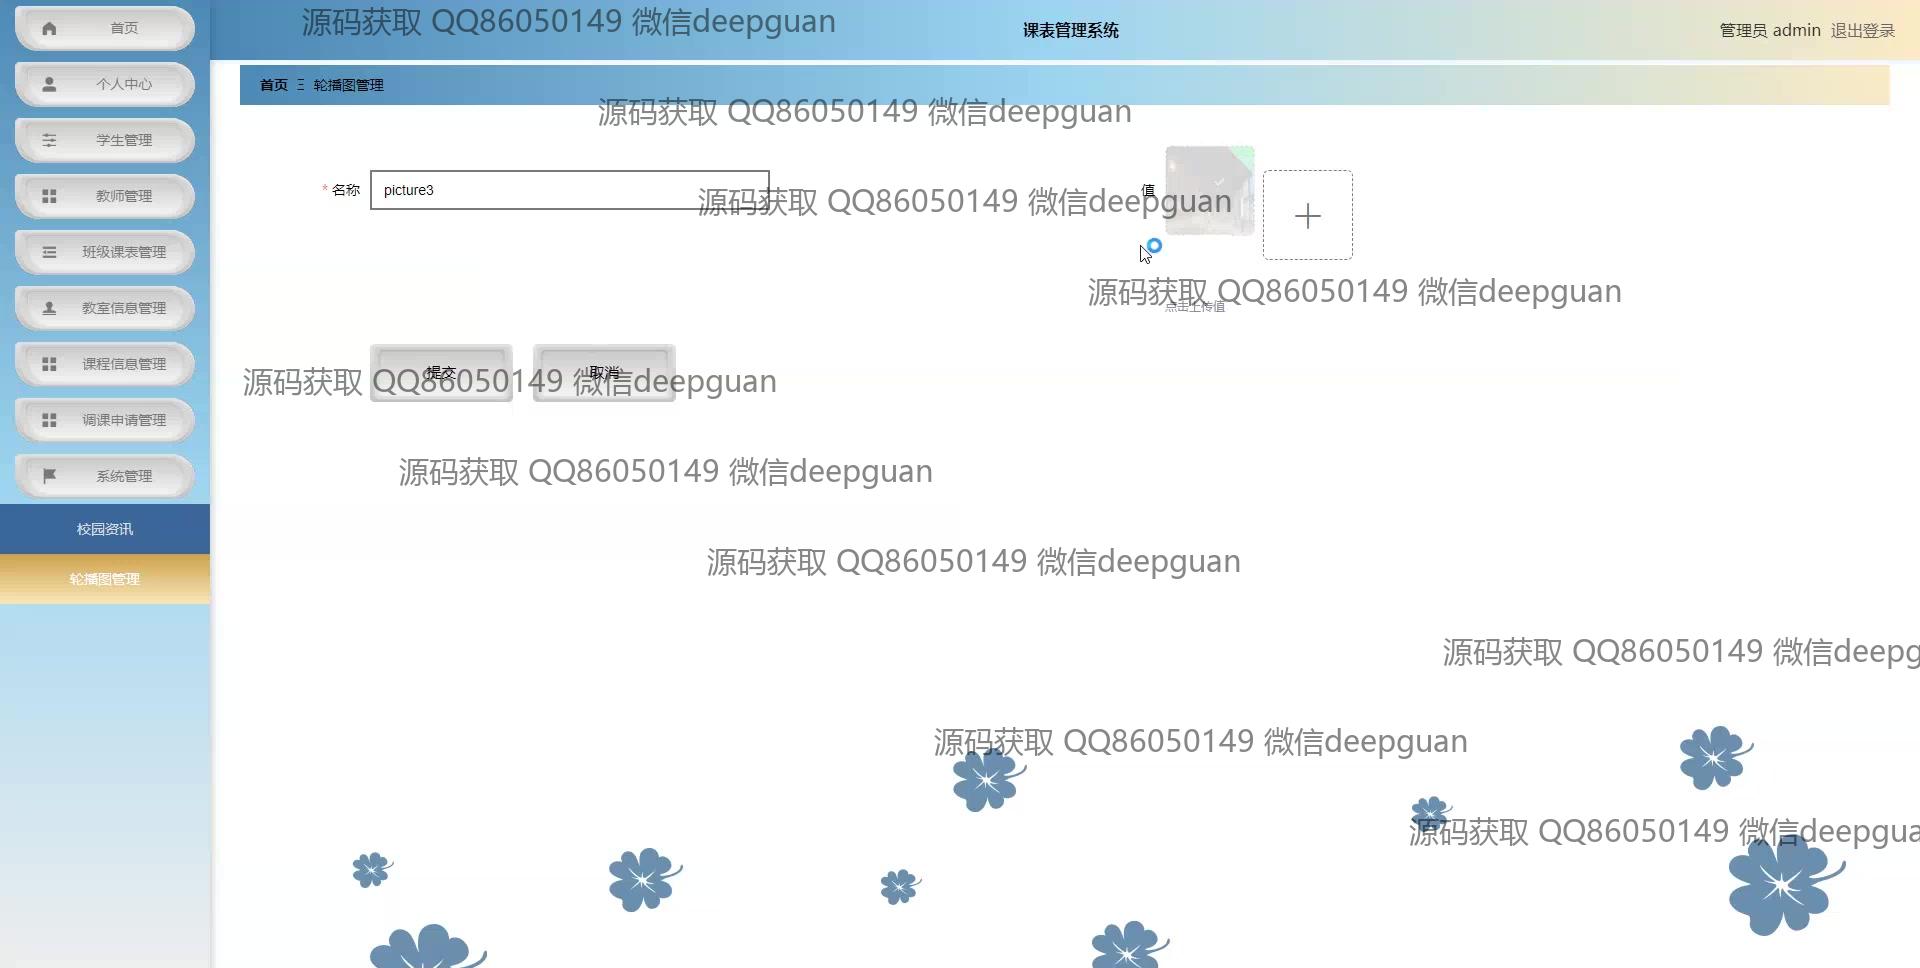 首页
个人中心
学生管理
教师管理
班级课表管理
教室信息管理
课程信息管理
调课申请管理
系统管理
校园资讯
轮播图管理
源码获取 QQ86050149 微信deepguan
课表管理系统
管理员 admin 退出登录
首页 Ξ 轮播图管理
源码获取 QQ86050149 微信deepguan
* 名称 picture3
值
源码获取 QQ86050149 微信deepguan
源码获取 QQ86050149 微信deepguan
点击上传值
提交 取消
源码获取 QQ86050149 微信deepguan
源码获取 QQ86050149 微信deepguan
源码获取 QQ86050149 微信deepguan
源码获取 QQ86050149 微信deepg
源码获取 QQ86050149 微信deepguan
源码获取 QQ86050149 微信deepgua